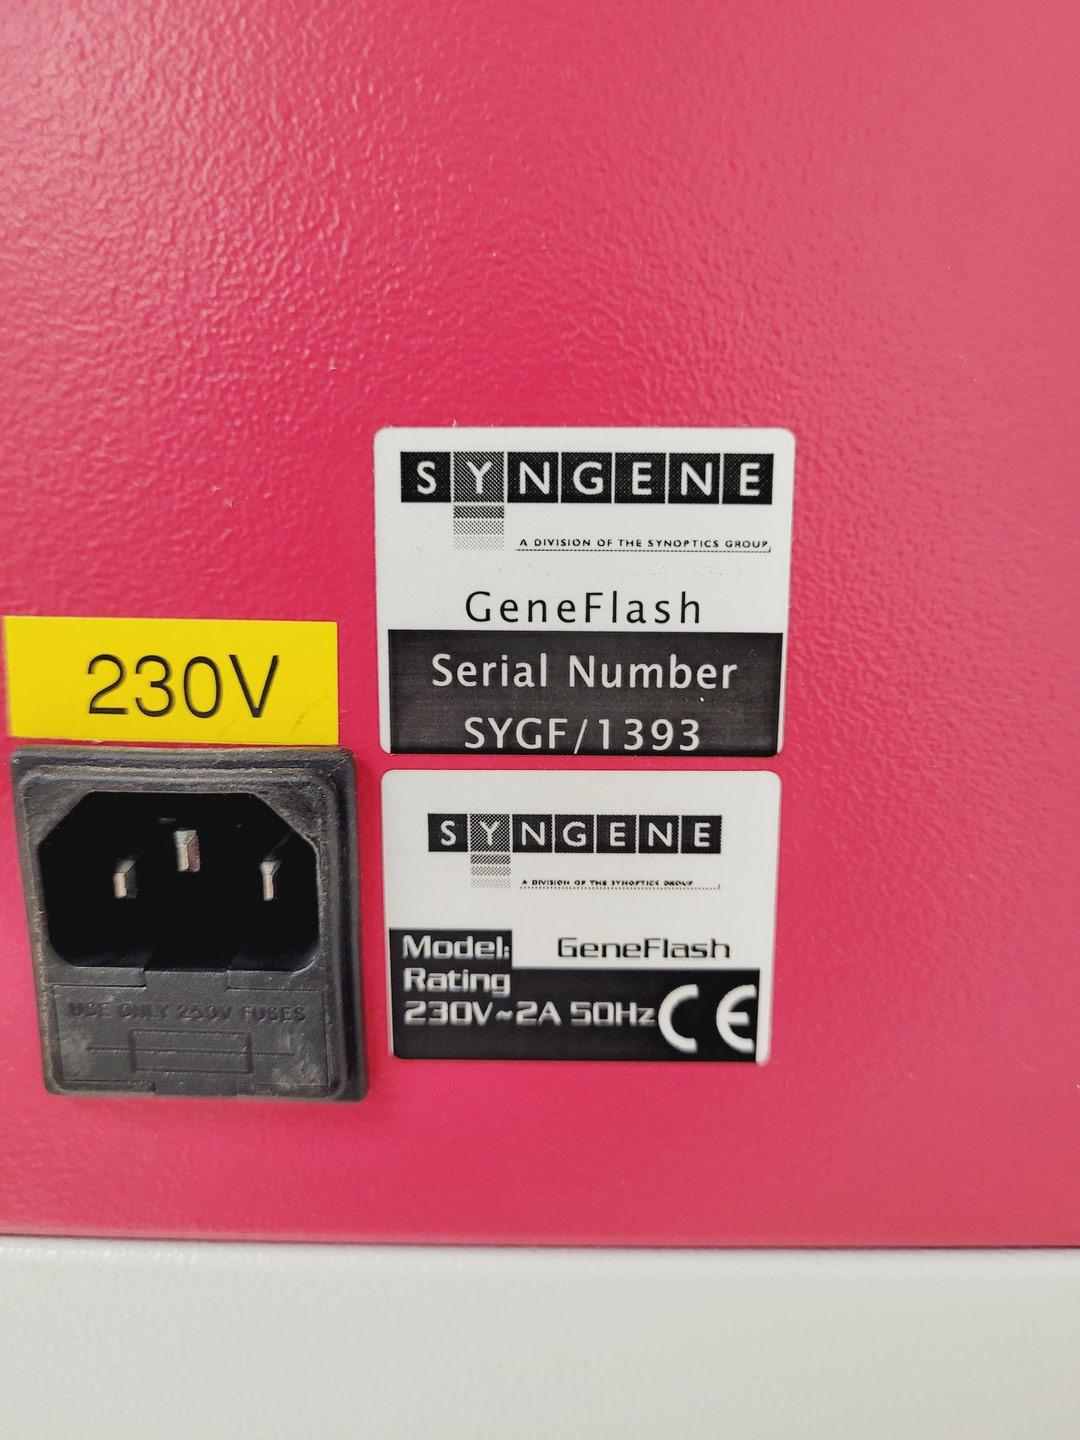 SYNGENE
A DIVISION OF THE SYNOPTICS GROUP
GeneFlash
Serial Number
SYGF/1393
230V
USE ONLY 250V FUSES
SYNGENE
A DIVISION OF THE SYNOPTICS GROUP
Model: GeneFlash
Rating
230V~2A 50Hz CE